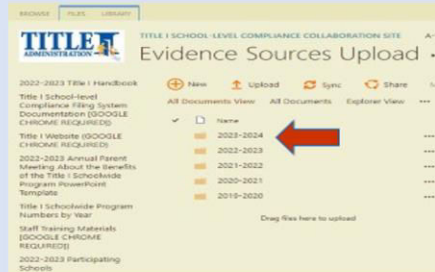 BROWSE FILES LIBRARY
TITLE I
ADMINISTRATION
TITLE I SCHOOL-LEVEL COMPLIANCE COLLABORATION SITE
Evidence Sources Upload
2022-2023 Title I Handbook
Title I School-level
Compliance Filing System
Documentation [GOOGLE
CHROME REQUIRED]
Title I Website (GOOGLE
CHROME REQUIRED)
2022-2023 Annual Parent
Meeting About the Benefits
of the Title I Schoolwide
Program PowerPoint
Template
Title I Schoolwide Program
Numbers by Year
Staff Training Materials
[GOOGLE CHROME
REQUIRED]
2022-2023 Participating
Schools
New Upload Sync Share
All Documents View All Documents Explorer View ...
Name
2023-2024
2022-2023
2021-2022
2020-2021
2019-2020
Drag files here to upload